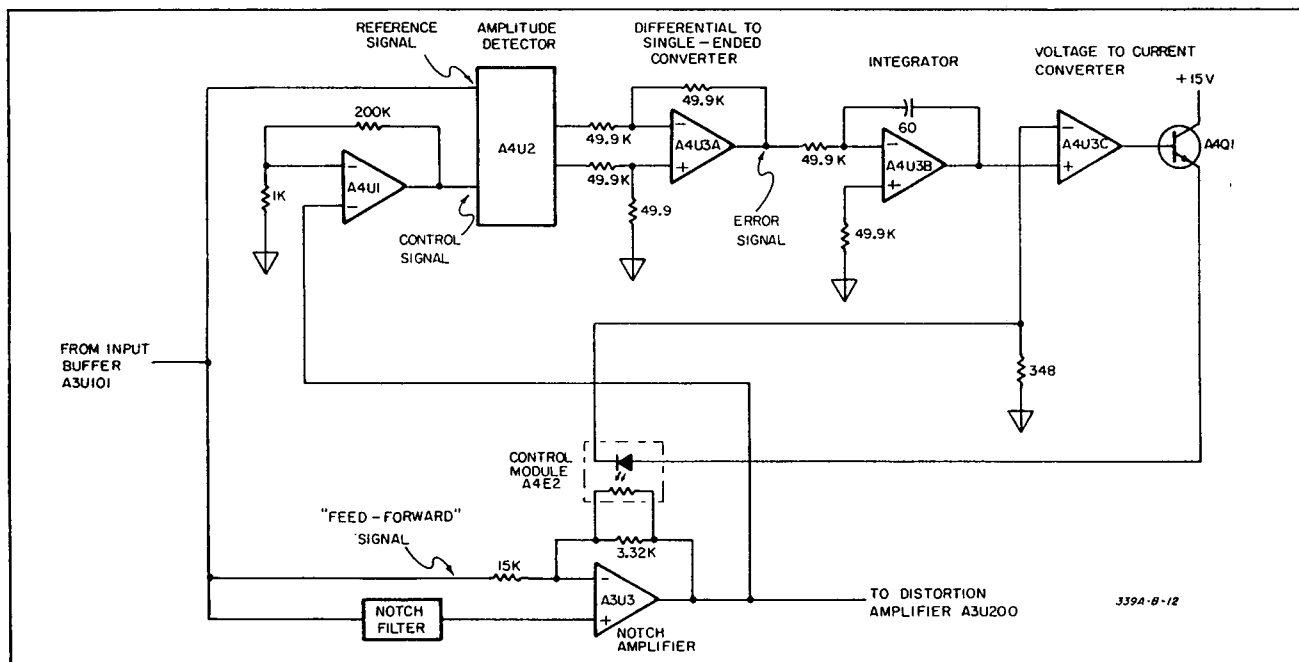 REFERENCE
SIGNAL
AMPLITUDE
DETECTOR
DIFFERENTIAL TO
SINGLE-ENDED
CONVERTER
INTEGRATOR
VOLTAGE TO CURRENT
CONVERTER
+15V
200K
49.9K
60
A4U1
1K
A4U2
49.9K
49.9K
A4U3A
49.9K
A4U3B
A4U3C
A4Q1
49.9
49.9K
CONTROL
SIGNAL
ERROR
SIGNAL
FROM INPUT
BUFFER
A3U101
348
CONTROL
MODULE
A4E2
"FEED-FORWARD"
SIGNAL
15K
3.32K
NOTCH
FILTER
A3U3
NOTCH
AMPLIFIER
TO DISTORTION
AMPLIFIER A3U200
339A-B-12